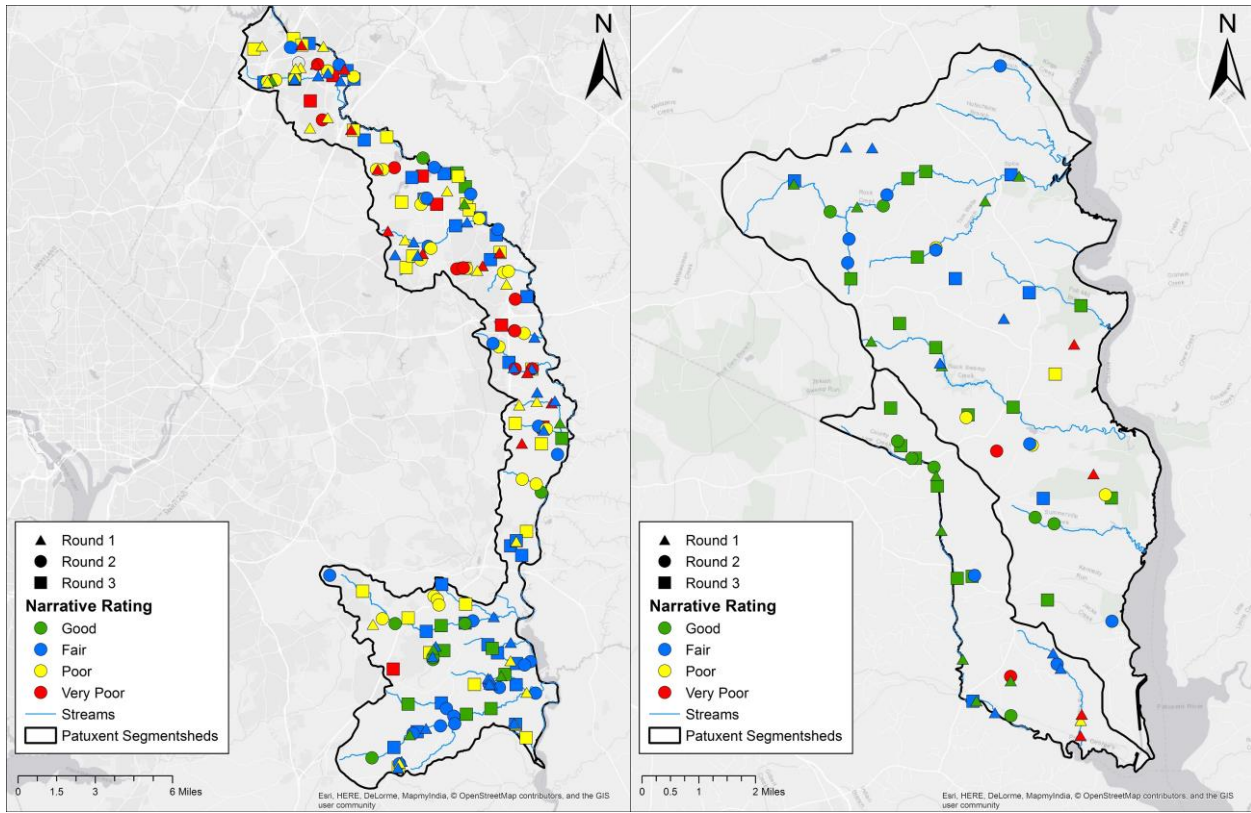 N
▲ Round 1
● Round 2
■ Round 3
Narrative Rating
Good
Fair
Poor
Very Poor
Streams
Patuxent Segmentsheds
0 1.5 3 6 Miles
Esri, HERE, DeLorme, MapmyIndia, © OpenStreetMap contributors, and the GIS
user community
N
▲ Round 1
● Round 2
■ Round 3
Narrative Rating
Good
Fair
Poor
Very Poor
Streams
Patuxent Segmentsheds
0 0.5 1 2 Miles
Esri, HERE, DeLorme, MapmyIndia, © OpenStreetMap contributors, and the GIS
user community